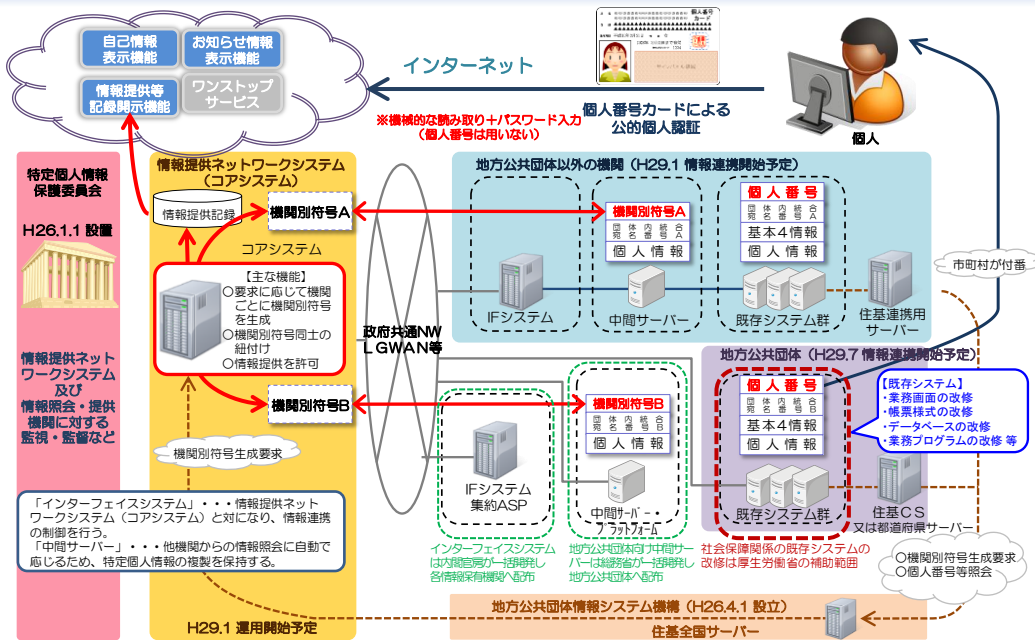 自己情報
表示機能
お知らせ情報
表示機能
情報提供等
記録開示機能
ワンストップ
サービス
インターネット
個人番号
カード
※機械的な読み取り+パスワード入力
(個人番号は用いない)
個人番号カードによる
公的個人認証
個人
特定個人情報
保護委員会
H26.1.1 設置
情報提供ネット
ワークシステム
及び
情報照会・提供
機関に対する
監視・監督など
情報提供ネットワークシステム
(コアシステム)
情報提供記録
機関別符号A
コアシステム
【主な機能】
○要求に応じて機関
ごとに機関別符号
を生成
○機関別符号同士の
紐付け
○情報提供を許可
機関別符号B
機関別符号生成要求
「インターフェイスシステム」・・・情報提供ネット
ワークシステム(コアシステム)と対になり、情報連携
の制御を行う。
「中間サーバー」・・・他機関からの情報照会に自動で
応じるため、特定個人情報の複製を保持する。
H29.1 運用開始予定
政府共通NW
LGWAN等
地方公共団体以外の機関(H29.1 情報連携開始予定)
IFシステム
機関別符号A
団体内統合
宛名番号A
個人情報
中間サーバー
個人番号
団体内統合
宛名番号A
基本4情報
個人情報
既存システム群
住基連携用
サーバー
市町村が付番
地方公共団体(H29.7 情報連携開始予定)
IFシステム
集約ASP
機関別符号B
団体内統合
宛名番号B
個人情報
中間サーバー・
プラットフォーム
個人番号
団体内統合
宛名番号B
基本4情報
個人情報
既存システム群
【既存システム】
・業務画面の改修
・帳票様式の改修
・データベースの改修
・業務プログラムの改修 等
住基CS
又は都道府県サーバー
インターフェイスシステム
は内閣官房が一括開発し
各情報保有機関へ配布
地方公共団体向け中間サー
バーは総務省が一括開発し
地方公共団体へ配布
社会保障関係の既存システムの
改修は厚生労働省の補助範囲
○機関別符号生成要求
○個人番号等照会
地方公共団体情報システム機構(H26.4.1 設立)
住基全国サーバー